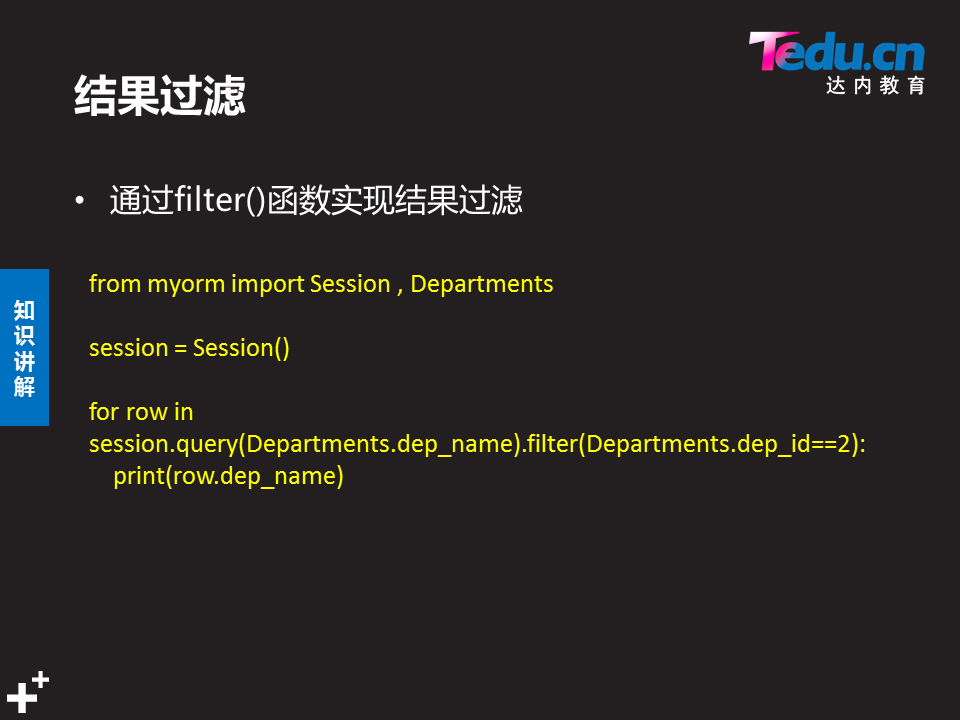 Tedu.cn
达内教育
结果过滤
• 通过filter()函数实现结果过滤
from myorm import Session , Departments
session = Session()
for row in
session.query(Departments.dep_name).filter(Departments.dep_id==2):
    print(row.dep_name)
知
识
讲
解